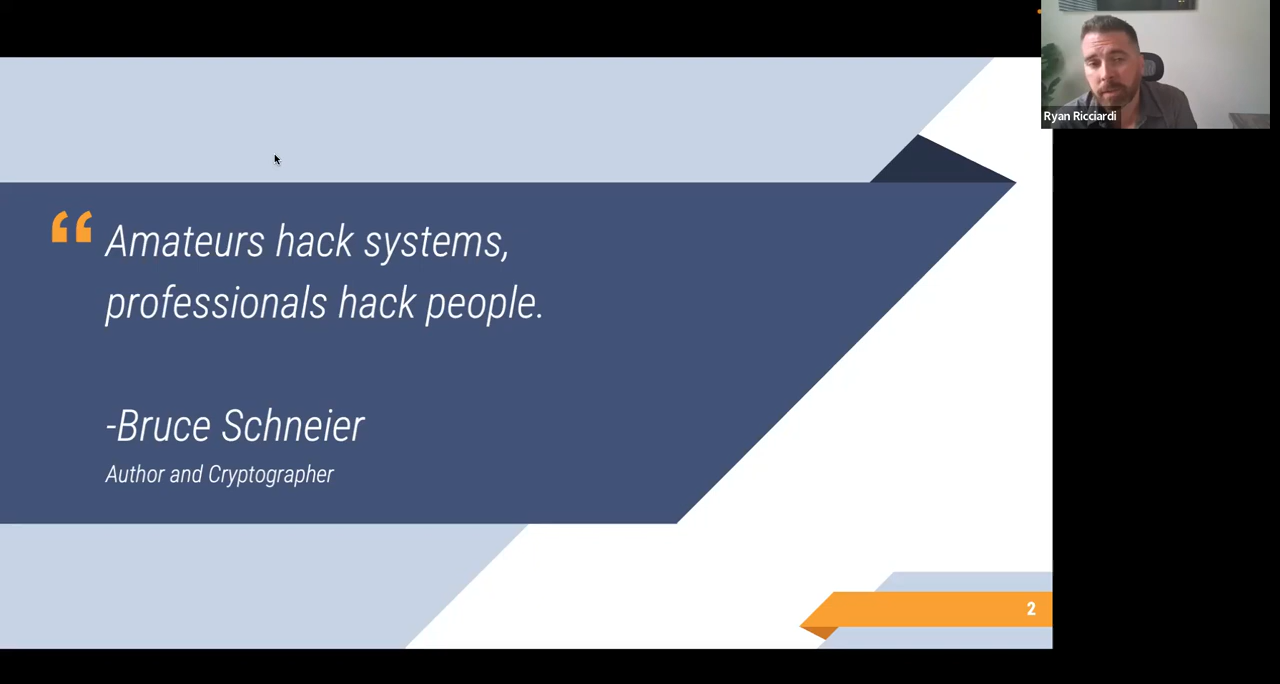 “Amateurs hack systems,
professionals hack people.
-Bruce Schneier
Author and Cryptographer
2
Ryan Ricciardi